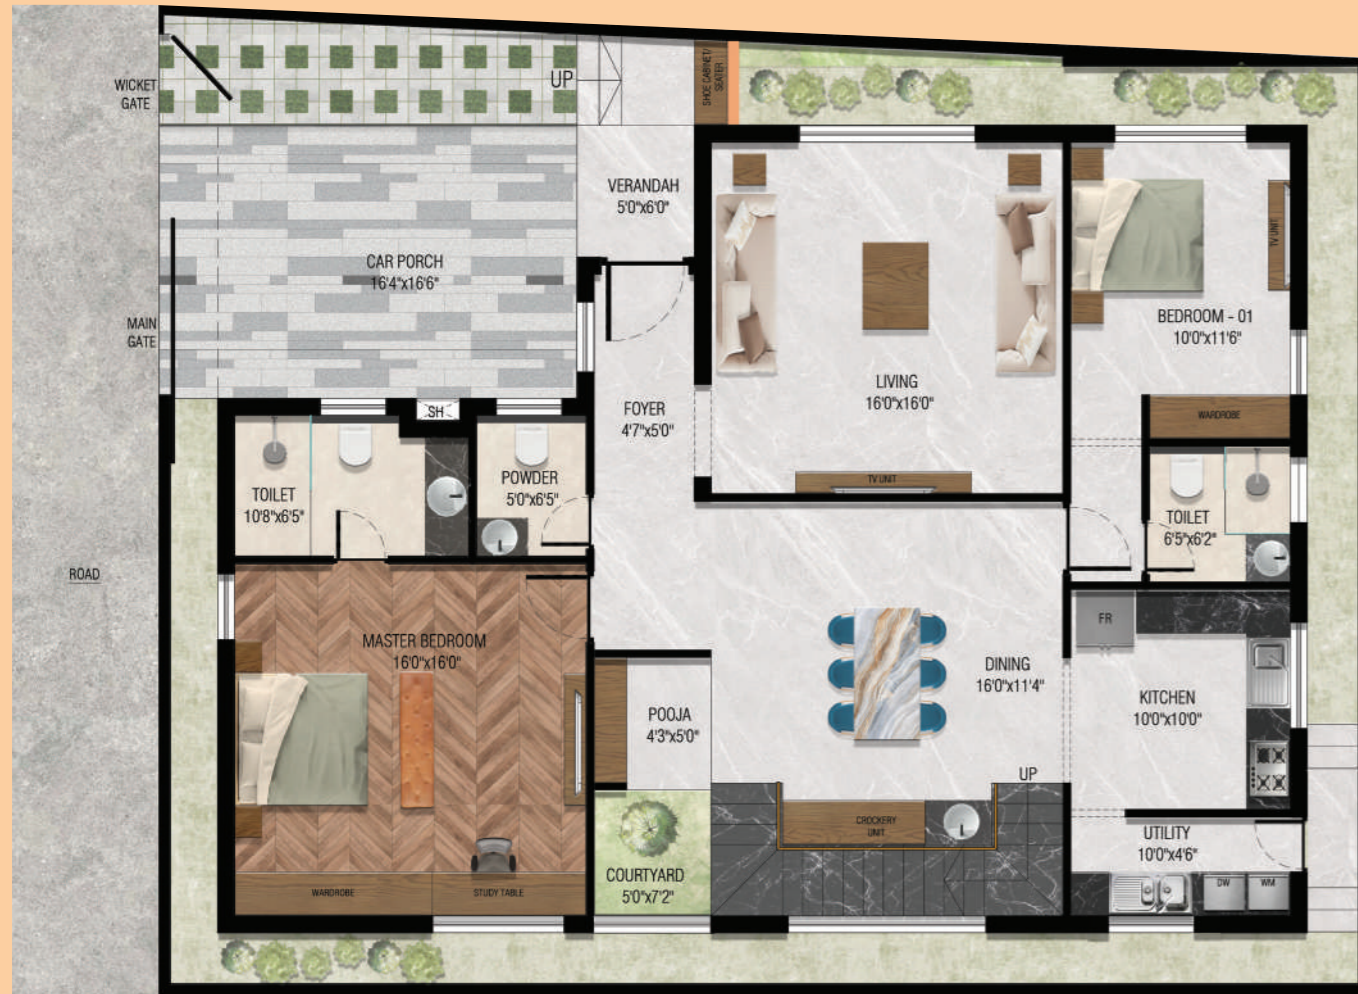 WICKET
GATE
UP
SHOE CABINET/
SEATER
VERANDAH
5'0"x6'0"
CAR PORCH
16'4"x16'6"
MAIN
GATE
SH
FOYER
4'7"x5'0"
LIVING
16'0"x16'0"
TV UNIT
BEDROOM - 01
10'0"x11'6"
TV UNIT
WARDROBE
TOILET
10'8"x6'5"
POWDER
5'0"x6'5"
TOILET
6'5"x6'2"
ROAD
MASTER BEDROOM
16'0"x16'0"
FR
DINING
16'0"x11'4"
KITCHEN
10'0"x10'0"
POOJA
4'3"x5'0"
UP
CROCKERY
UNIT
UTILITY
10'0"x4'6"
COURTYARD
5'0"x7'2"
WARDROBE
STUDY TABLE
DW
WM